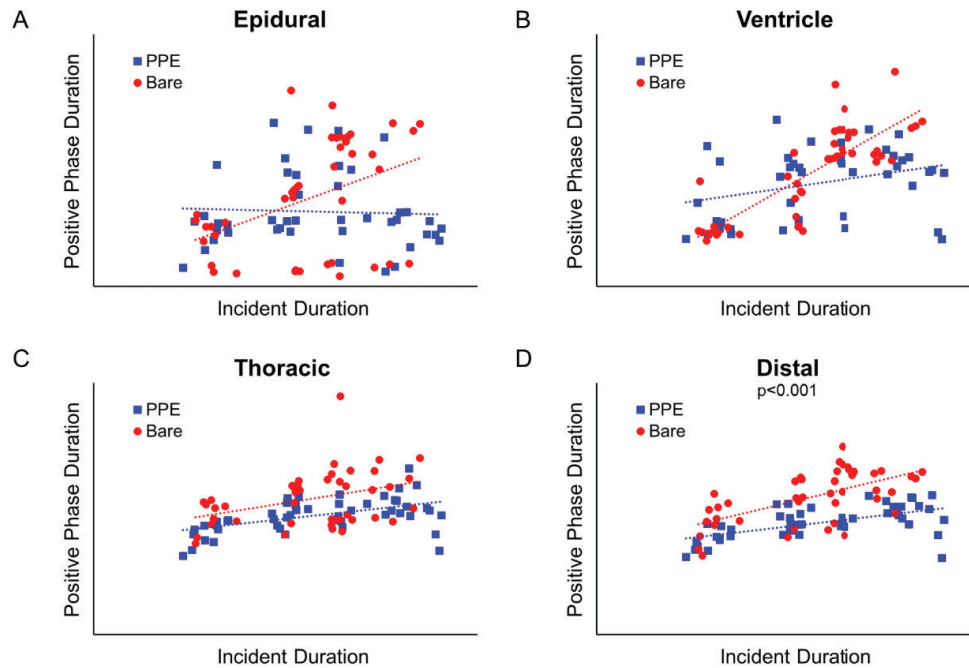 A
Epidural
PPE
Bare
Positive Phase Duration
Incident Duration
B
Ventricle
PPE
Bare
Positive Phase Duration
Incident Duration
C
Thoracic
PPE
Bare
Positive Phase Duration
Incident Duration
D
Distal
p<0.001
PPE
Bare
Positive Phase Duration
Incident Duration